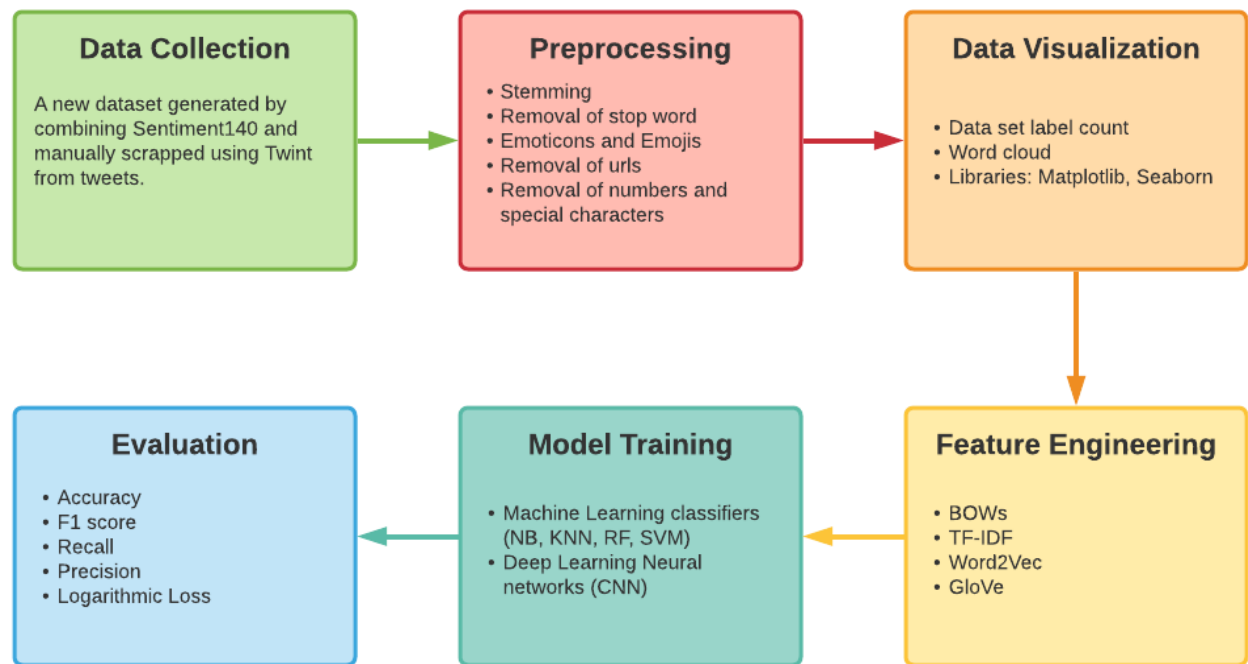 Data Collection
A new dataset generated by
combining Sentiment140 and
manually scrapped using Twint
from tweets.
Preprocessing
• Stemming
• Removal of stop word
• Emoticons and Emojis
• Removal of urls
• Removal of numbers and
special characters
Data Visualization
• Data set label count
• Word cloud
• Libraries: Matplotlib, Seaborn
Feature Engineering
• BOWs
• TF-IDF
• Word2Vec
• GloVe
Model Training
• Machine Learning classifiers
(NB, KNN, RF, SVM)
• Deep Learning Neural
networks (CNN)
Evaluation
• Accuracy
• F1 score
• Recall
• Precision
• Logarithmic Loss